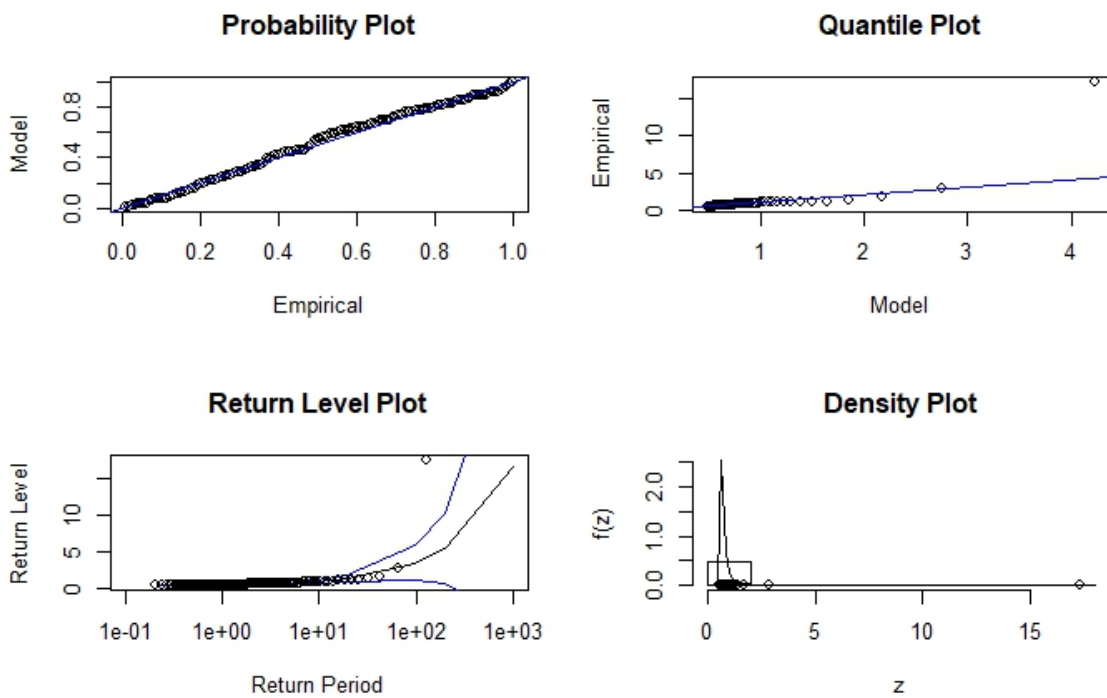 Probability Plot
Model
0.0 0.4 0.8
0.0 0.2 0.4 0.6 0.8 1.0
Empirical
Quantile Plot
Empirical
0 5 10
1 2 3 4
Model
Return Level Plot
Return Level
0 5 10
1e-01 1e+00 1e+01 1e+02 1e+03
Return Period
Density Plot
f(z)
0.0 1.0 2.0
0 5 10 15
z